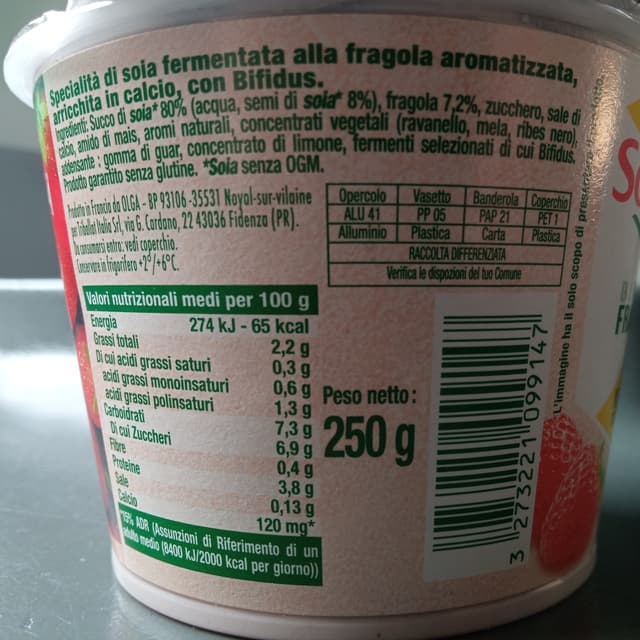 Specialità di soia fermentata alla fragola aromatizzata,
arricchita in calcio, con Bifidus.
Ingredienti: Succo di soia* 80% (acqua, semi di soia* 8%), fragola 7,2%, zucchero, sale di
calcio, amido di mais, aromi naturali, concentrati vegetali (ravanello, mela, ribes nero),
addensante : gomma di guar, concentrato di limone, fermenti selezionati di cui Bifidus.
Prodotto garantito senza glutine. *Soia senza OGM.
Prodotto in Francia da OLGA - BP 93106 -35531 Noyal-sur-vilaine
per Triballat Italia Srl, via G. Cardano, 22 43036 Fidenza (PR).
Da consumarsi entro: vedi coperchio.
Conservare in frigorifero +2°/+6°C.
Opercolo Vasetto Banderola Coperchio
ALU 41 PP 05 PAP 21 PET 1
Alluminio Plastica Carta Plastica
RACCOLTA DIFFERENZIATA
Verifica le dispozioni del tuo Comune
Valori nutrizionali medi per 100 g
Energia 274 kJ - 65 kcal
Grassi totali 2,2 g
Di cui acidi grassi saturi 0,3 g
acidi grassi monoinsaturi 0,6 g
acidi grassi polinsaturi 1,3 g
Carboidrati 7,3 g
Di cui Zuccheri 6,9 g
Fibre 0,4 g
Proteine 3,8 g
Sale 0,13 g
Calcio 120 mg*
*15% ADR (Assunzioni di Riferimento di un
adulto medio (8400 kJ/2000 kcal per giorno))
Peso netto :
250 g
3 273221 099147
L'immagine ha il solo scopo di